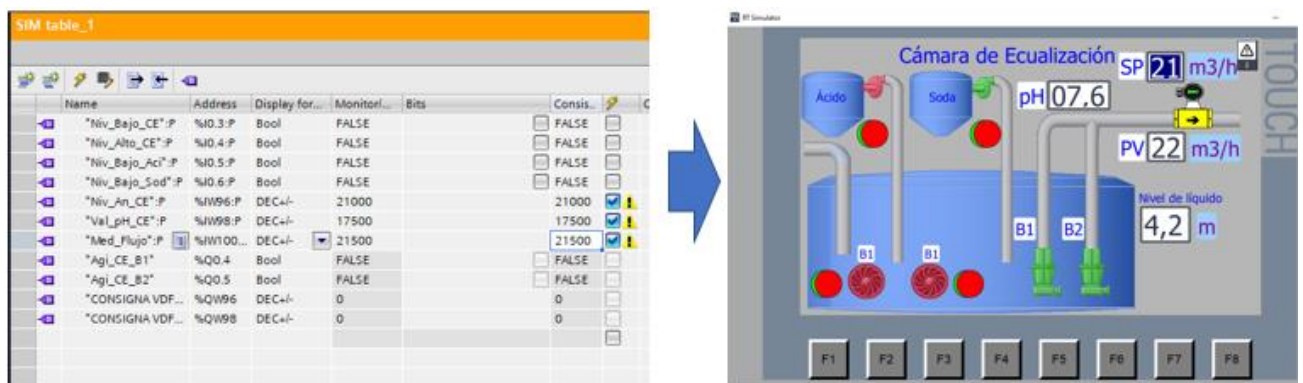 SIM table_1
Name Address Display for... Monitor/... Bits Consis...
"Niv_Bajo_CE":P %I0.3:P Bool FALSE FALSE
"Niv_Alto_CE":P %I0.4:P Bool FALSE FALSE
"Niv_Bajo_Aci":P %I0.5:P Bool FALSE FALSE
"Niv_Bajo_Sod":P %I0.6:P Bool FALSE FALSE
"Niv_An_CE":P %IW96:P DEC+/- 21000 21000
"Val_pH_CE":P %IW98:P DEC+/- 17500 17500
"Med_Flujo":P %IW100... DEC+/- 21500 21500
"Agi_CE_B1" %Q0.4 Bool FALSE FALSE
"Agi_CE_B2" %Q0.5 Bool FALSE FALSE
"CONSIGNA VDF... %QW96 DEC+/- 0 0
"CONSIGNA VDF... %QW98 DEC+/- 0 0
RT Simulator
Cámara de Ecualización
SP 21 m3/h
TOUCH
Ácido
Soda
pH 07,6
PV 22 m3/h
Nivel de líquido
4,2 m
B1 B2
B1 B1
F1 F2 F3 F4 F5 F6 F7 F8